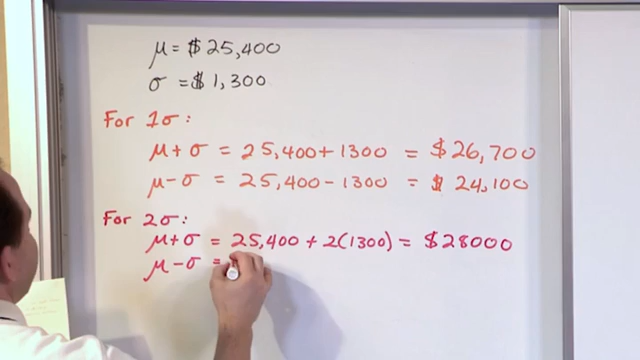 μ = $25,400
σ = $1,300
For 1σ:
μ+σ = 25,400+1300 = $26,700
μ-σ = 25,400-1300 = $24,100
For 2σ:
μ+σ = 25,400 + 2(1300) = $28000
μ-σ =